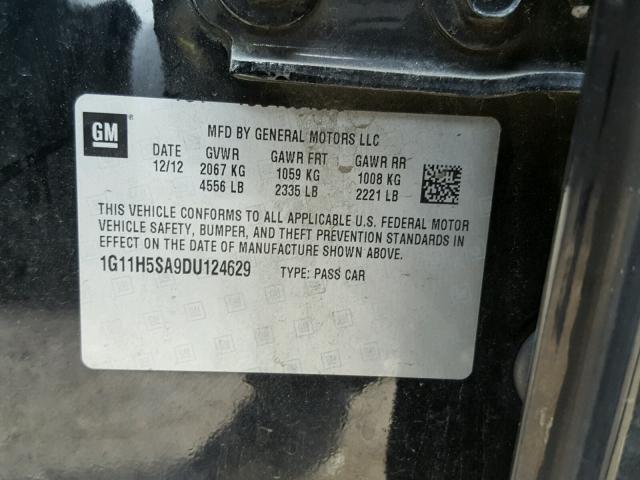 GM
MFD BY GENERAL MOTORS LLC
DATE GVWR GAWR FRT GAWR RR
12/12 2067 KG 1059 KG 1008 KG
4556 LB 2335 LB 2221 LB
THIS VEHICLE CONFORMS TO ALL APPLICABLE U.S. FEDERAL MOTOR
VEHICLE SAFETY, BUMPER, AND THEFT PREVENTION STANDARDS IN
EFFECT ON THE DATE OF MANUFACTURE SHOWN ABOVE.
1G11H5SA9DU124629 TYPE: PASS CAR